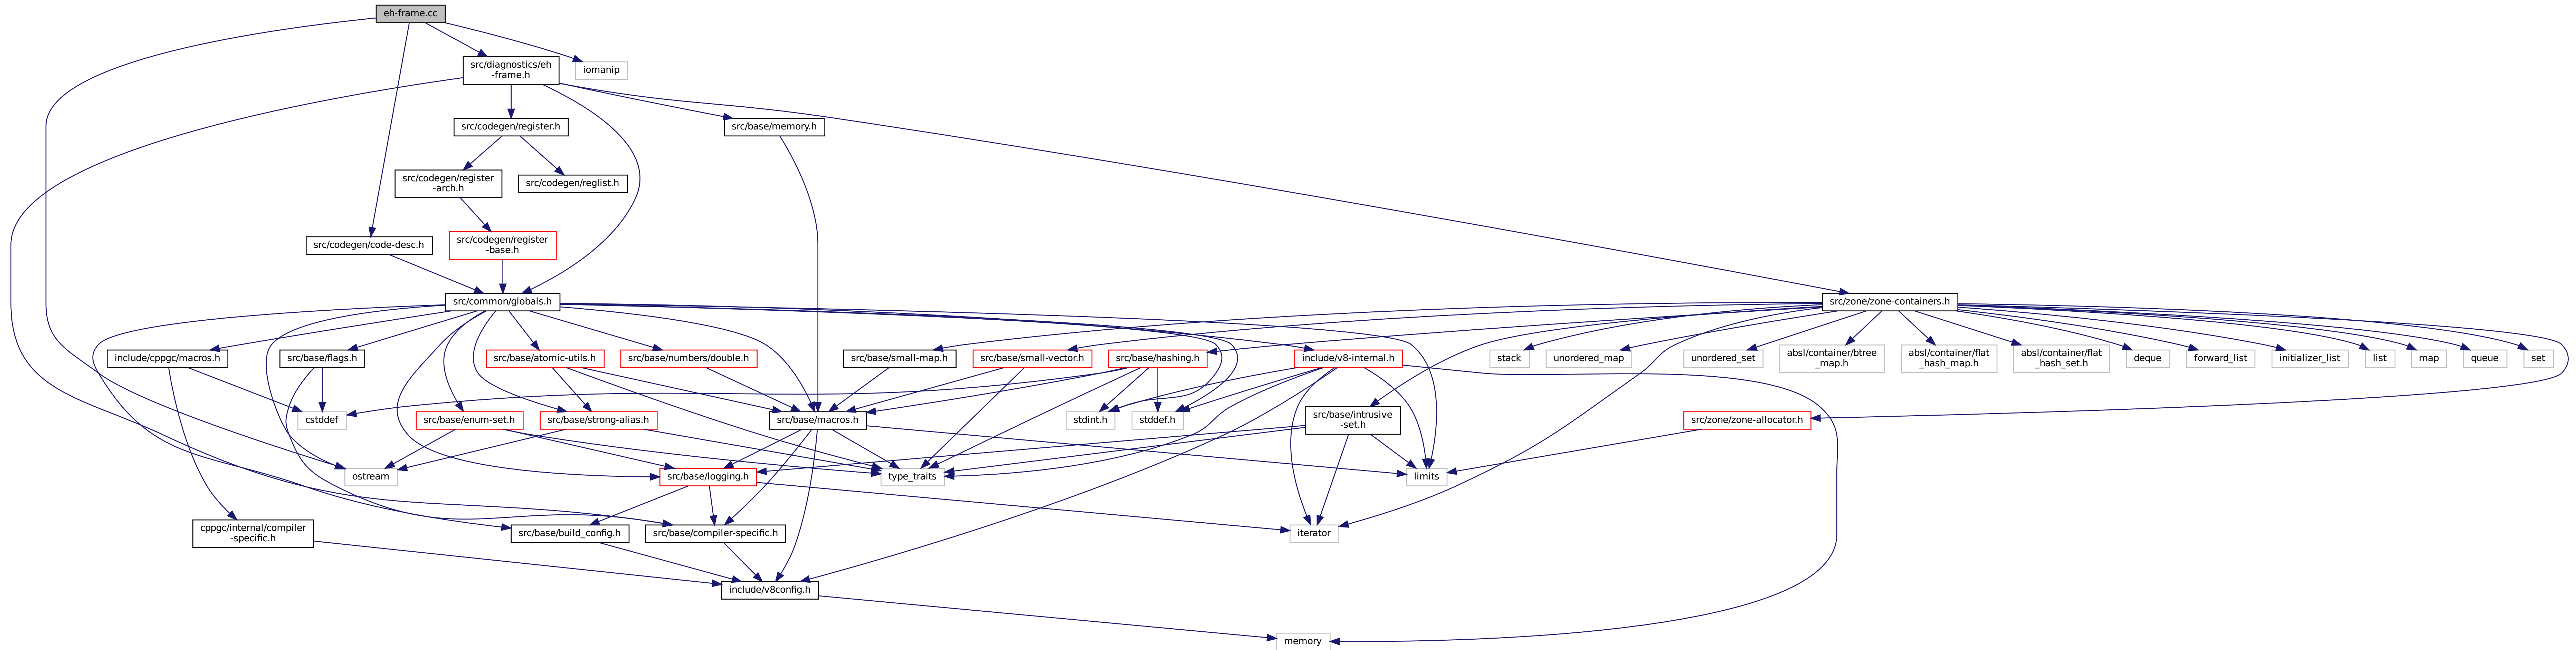 eh-frame.cc
src/diagnostics/eh
-frame.h
iomanip
src/codegen/register.h
src/base/memory.h
src/codegen/register
-arch.h
src/codegen/reglist.h
src/codegen/code-desc.h
src/codegen/register
-base.h
src/common/globals.h
src/zone/zone-containers.h
include/cppgc/macros.h
src/base/flags.h
src/base/atomic-utils.h
src/base/numbers/double.h
src/base/small-map.h
src/base/small-vector.h
src/base/hashing.h
include/v8-internal.h
stack
unordered_map
unordered_set
absl/container/btree
_map.h
absl/container/flat
_hash_map.h
absl/container/flat
_hash_set.h
deque
forward_list
initializer_list
list
map
queue
set
cstddef
src/base/enum-set.h
src/base/strong-alias.h
src/base/macros.h
stdint.h
stddef.h
src/base/intrusive
-set.h
src/zone/zone-allocator.h
ostream
src/base/logging.h
type_traits
limits
cppgc/internal/compiler
-specific.h
src/base/build_config.h
src/base/compiler-specific.h
iterator
include/v8config.h
memory